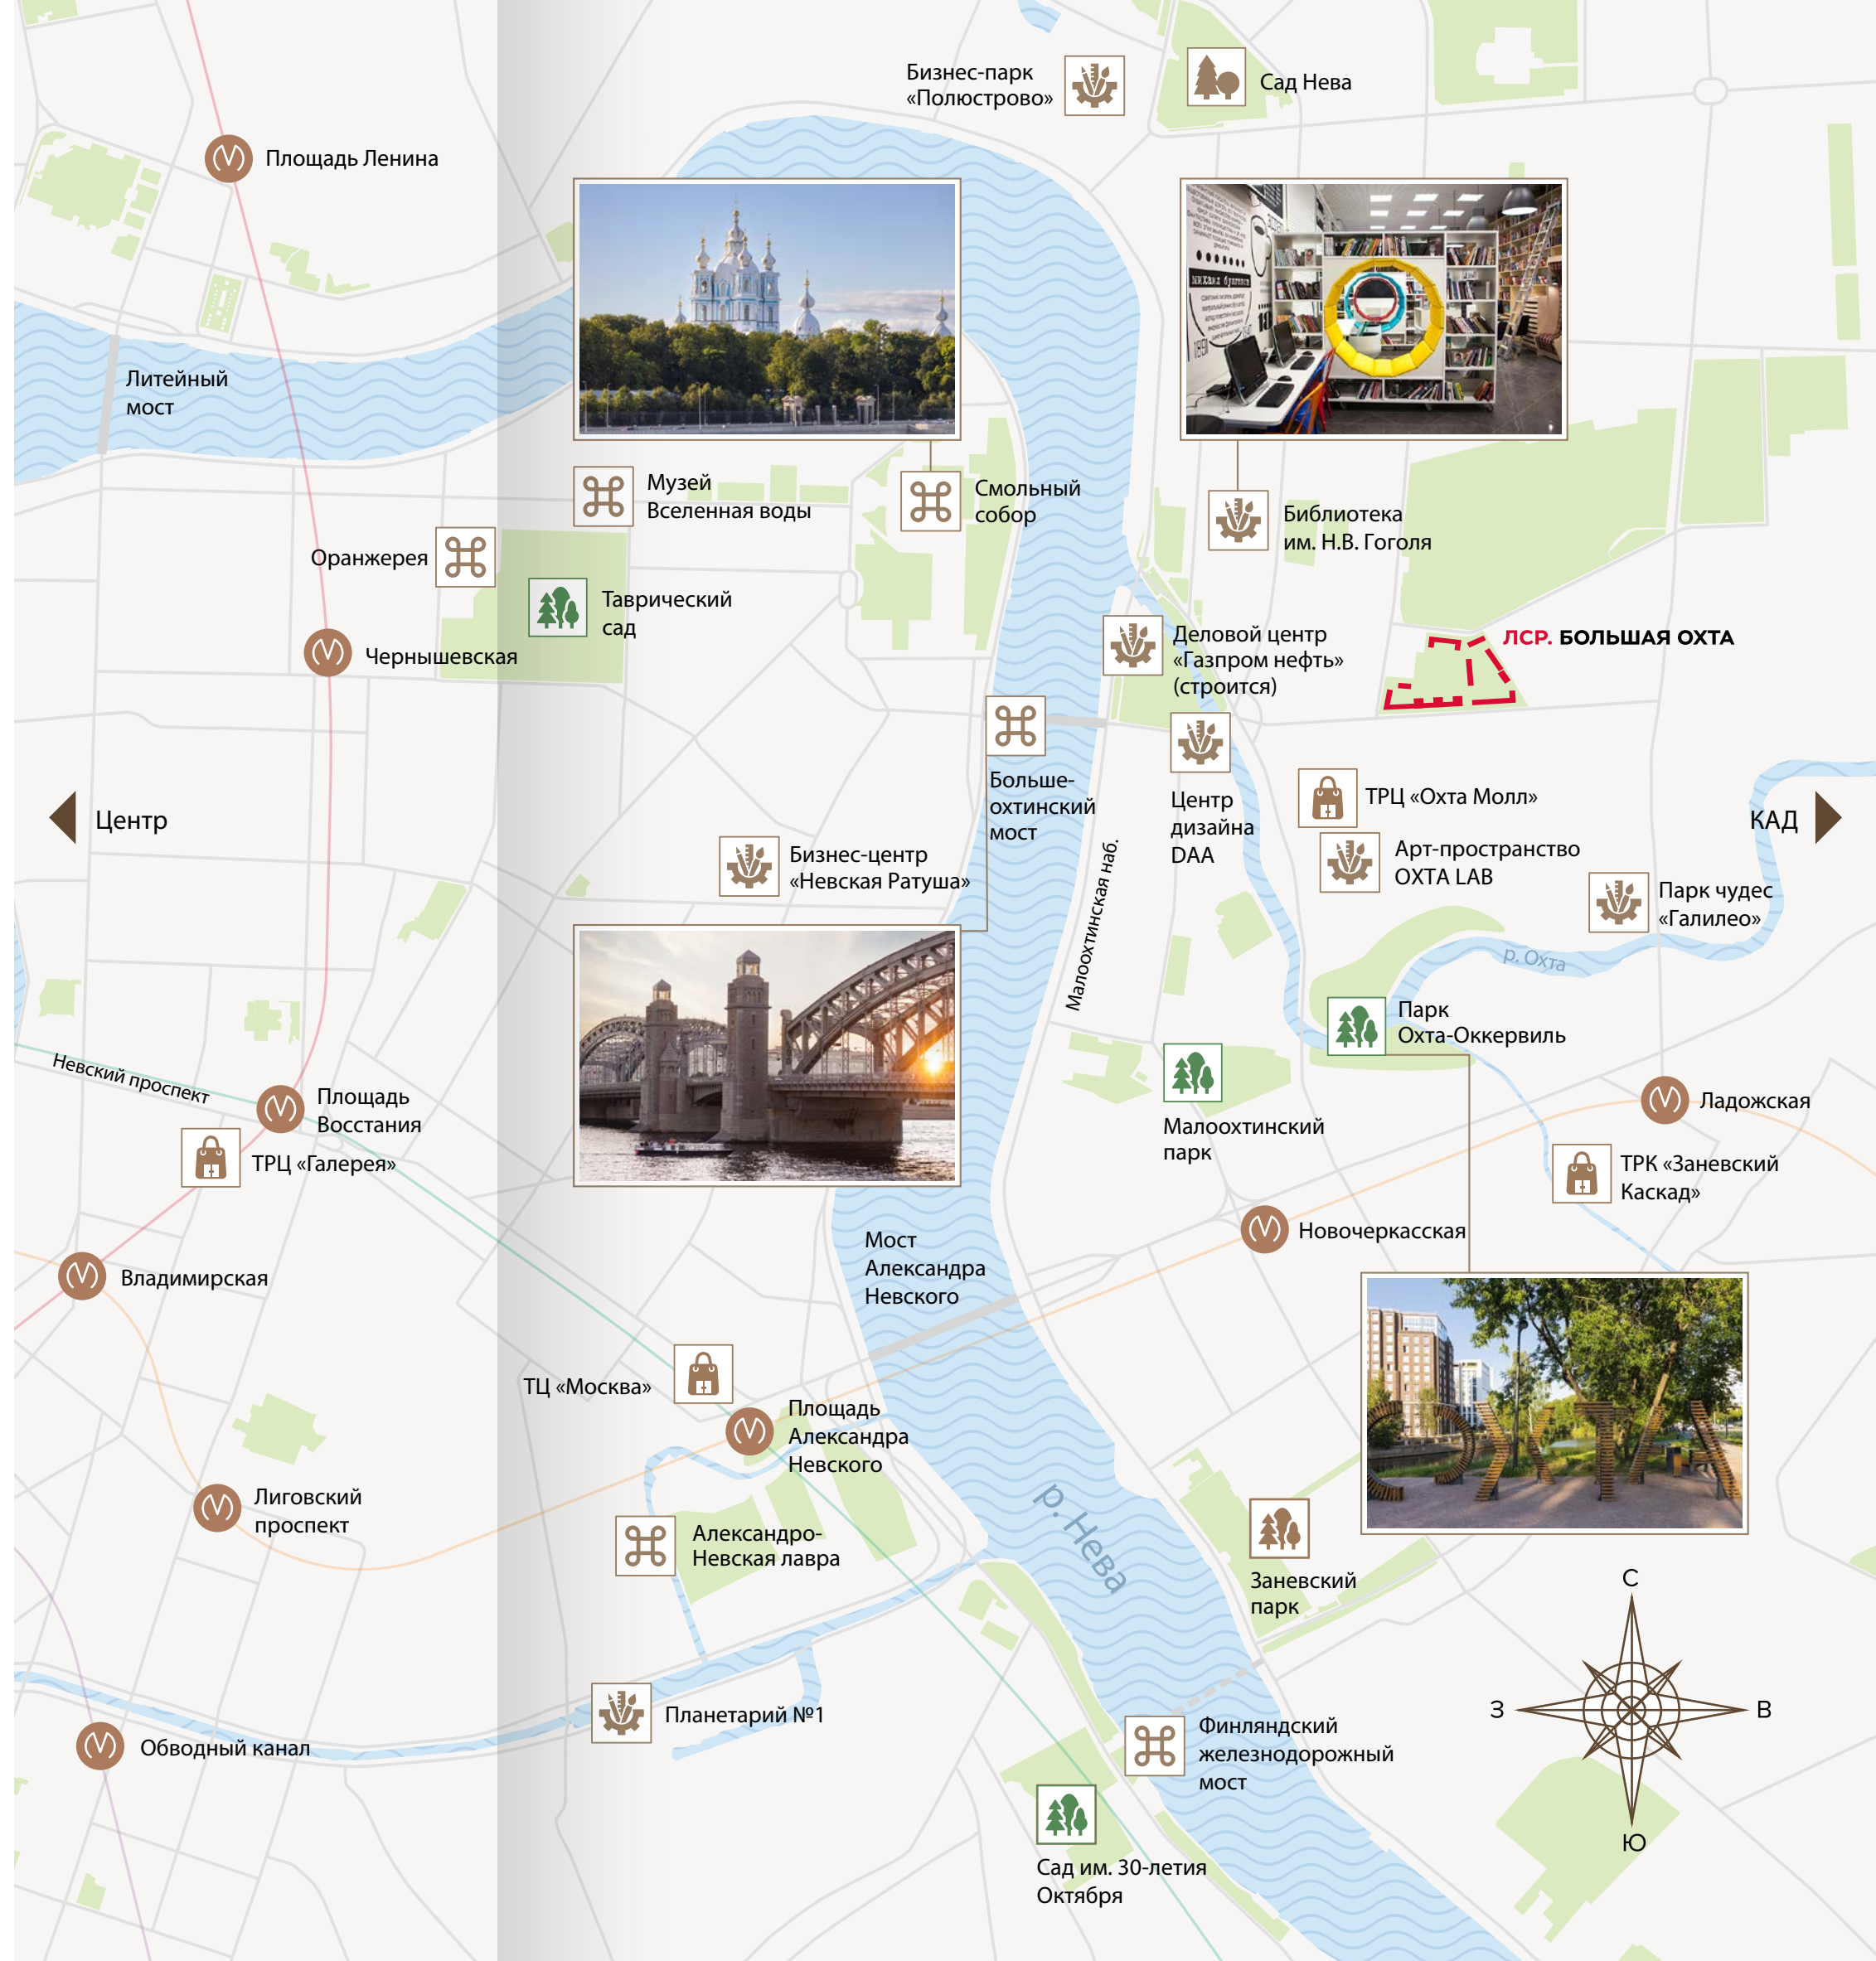 Бизнес-парк
«Полюстрово»
Сад Нева
Площадь Ленина
михаил булгаков
1891
Литейный
мост
Музей
Вселенная воды
Смольный
собор
Библиотека
им. Н.В. Гоголя
Оранжерея
Таврический
сад
Чернышевская
Деловой центр
«Газпром нефть»
(строится)
ЛСР. БОЛЬШАЯ ОХТА
Больше-
охтинский
мост
Центр
дизайна
DAA
ТРЦ «Охта Молл»
Центр
КАД
Бизнес-центр
«Невская Ратуша»
Малоохтинская наб.
Арт-пространство
OXTA LAB
Парк чудес
«Галилео»
р. Охта
Парк
Охта-Оккервиль
Невский проспект
Площадь
Восстания
ТРЦ «Галерея»
Малоохтинский
парк
Ладожская
ТРК «Заневский
Каскад»
Новочеркасская
Мост
Александра
Невского
Владимирская
ТЦ «Москва»
Площадь
Александра
Невского
ОХТА
Лиговский
проспект
Александро-
Невская лавра
р. Нева
Заневский
парк
С
З
В
Ю
Планетарий №1
Финляндский
железнодорожный
мост
Обводный канал
Сад им. 30-летия
Октября